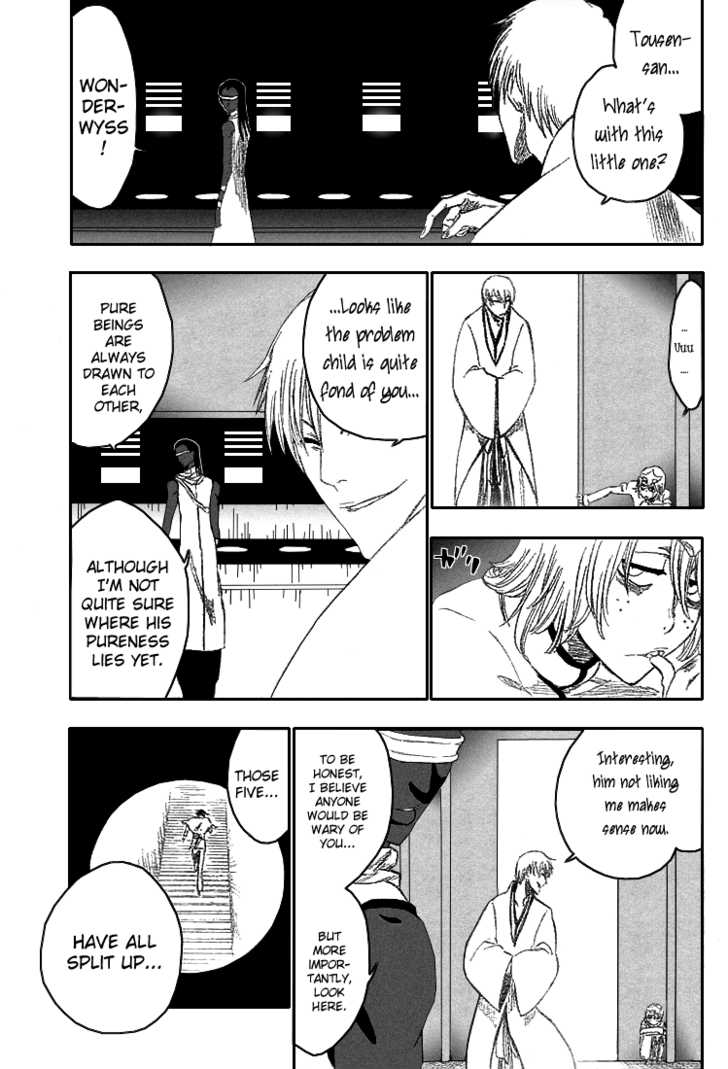 Tousen-
san...
What's
with this
little one?
WON-
DER-
WYSS
!
...
Uuu
....
...Looks like
the problem
child is quite
fond of you...
PURE
BEINGS
ARE
ALWAYS
DRAWN TO
EACH
OTHER,
ALTHOUGH
I'M NOT
QUITE SURE
WHERE HIS
PURENESS
LIES YET.
ガリ
Interesting,
him not liking
me makes
sense now.
TO BE
HONEST,
I BELIEVE
ANYONE
WOULD BE
WARY OF
YOU...
BUT
MORE
IMPOR-
TANTLY,
LOOK
HERE.
THOSE
FIVE...
HAVE ALL
SPLIT UP...